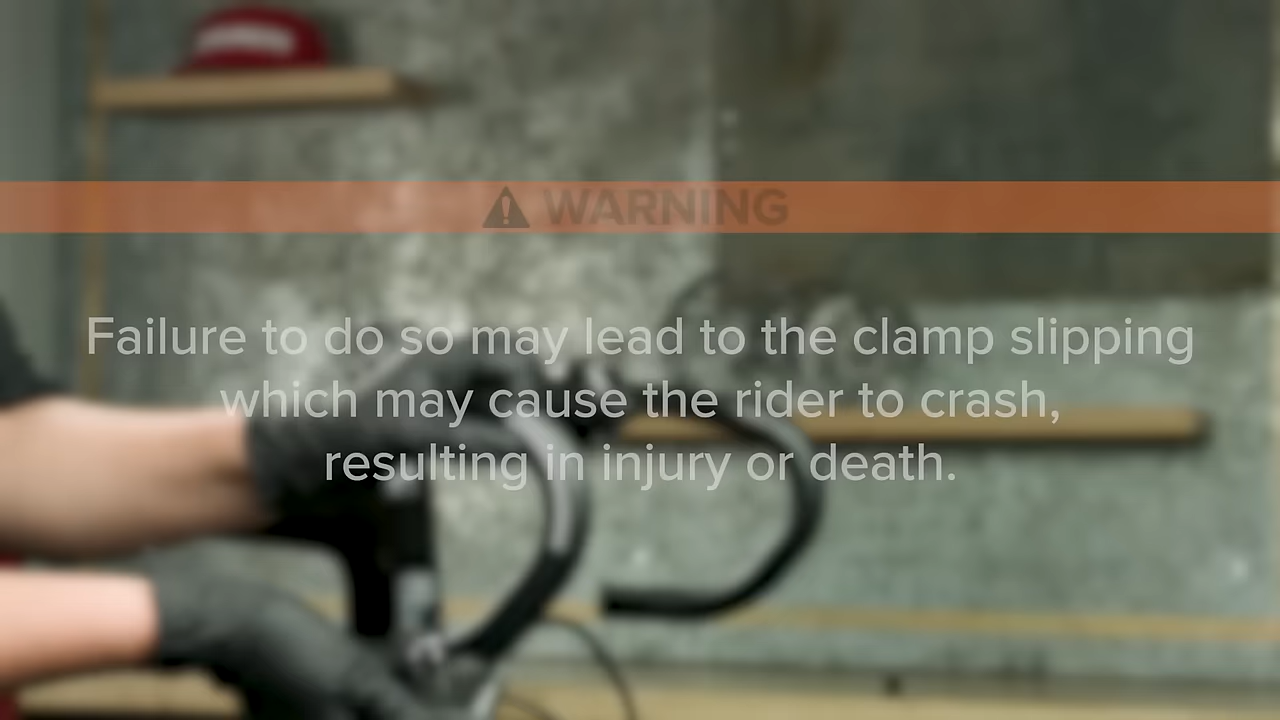 WARNING
Failure to do so may lead to the clamp slipping
which may cause the rider to crash,
resulting in injury or death.